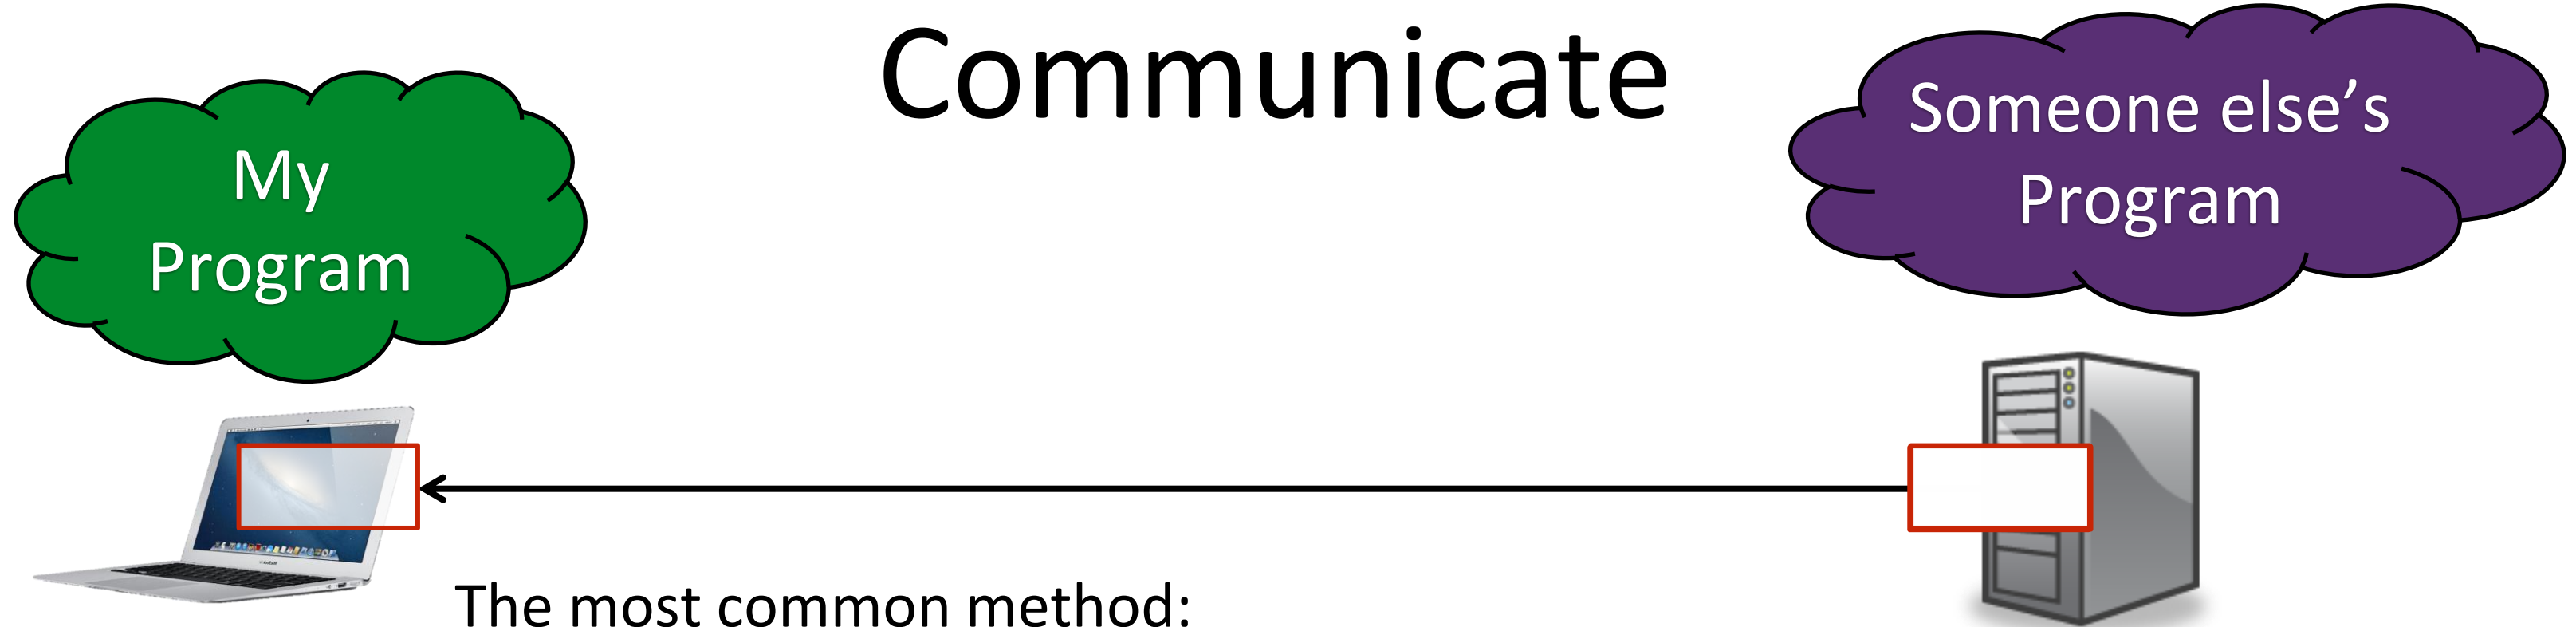 Communicate
My
Program
Someone else’s
Program
The most common method: